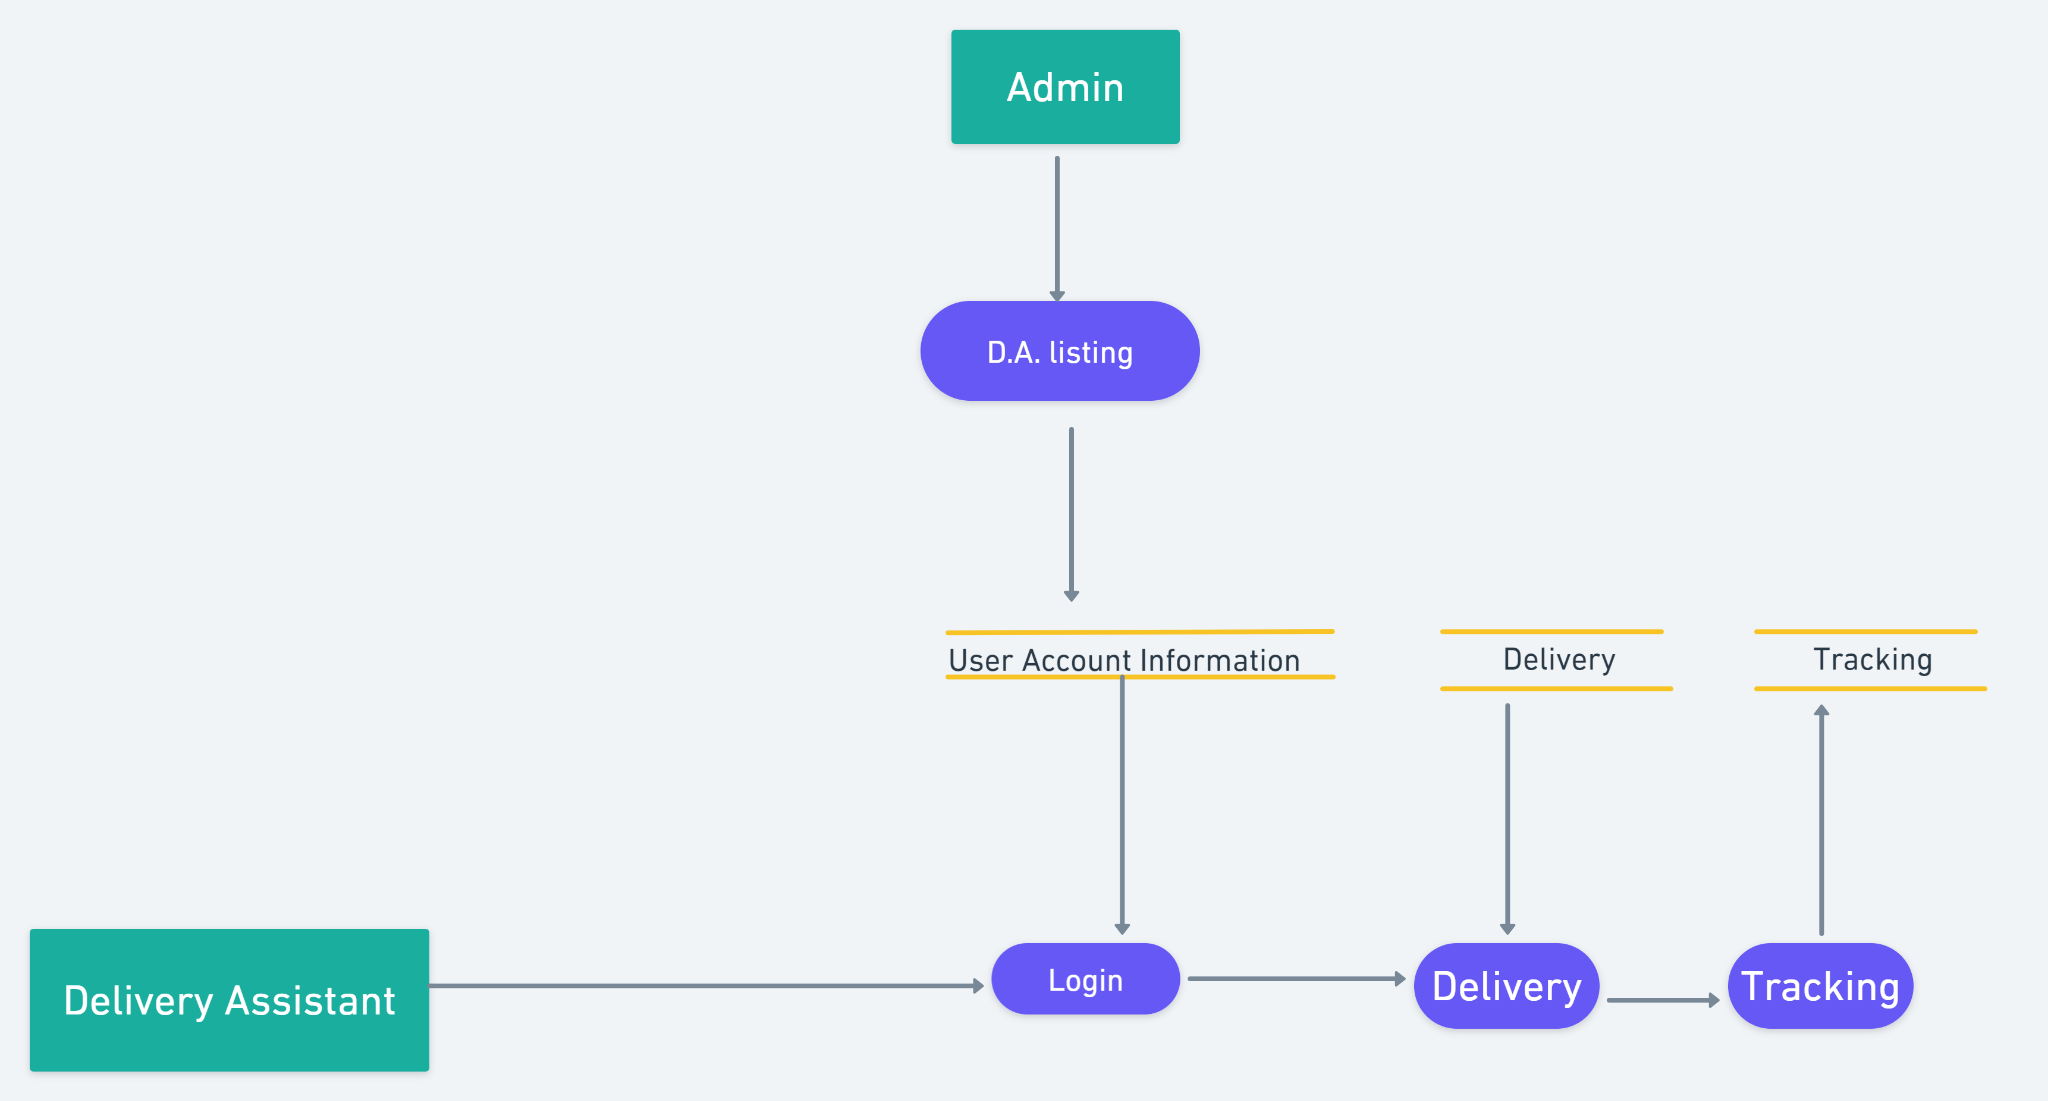 Admin
D.A. listing
User Account Information
Delivery
Tracking
Delivery Assistant
Login
Delivery
Tracking